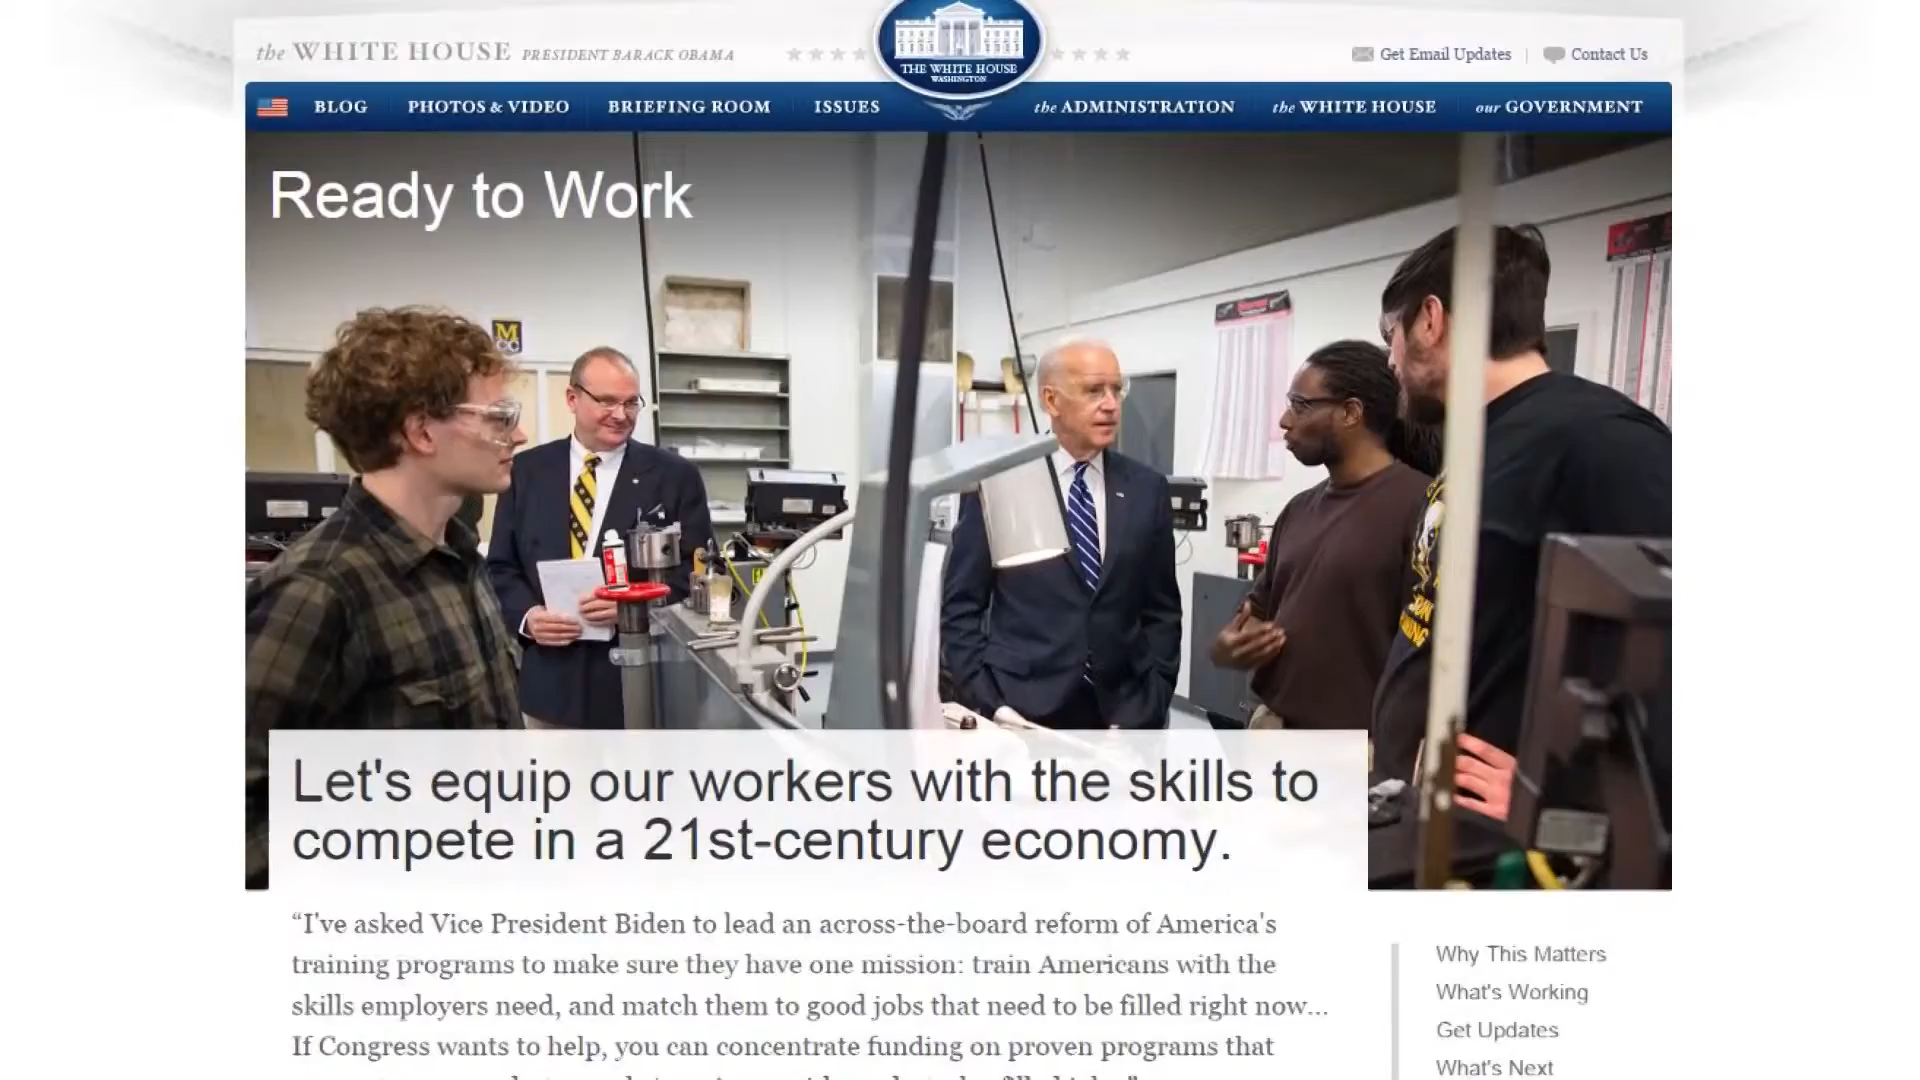 the WHITE HOUSE PRESIDENT BARACK OBAMA
THE WHITE HOUSE
WASHINGTON
Get Email Updates | Contact Us
BLOG PHOTOS & VIDEO BRIEFING ROOM ISSUES the ADMINISTRATION the WHITE HOUSE our GOVERNMENT
Ready to Work
M
CC
Let's equip our workers with the skills to
compete in a 21st-century economy.
“I've asked Vice President Biden to lead an across-the-board reform of America's
training programs to make sure they have one mission: train Americans with the
skills employers need, and match them to good jobs that need to be filled right now...
If Congress wants to help, you can concentrate funding on proven programs that
Why This Matters
What's Working
Get Updates
What's Next